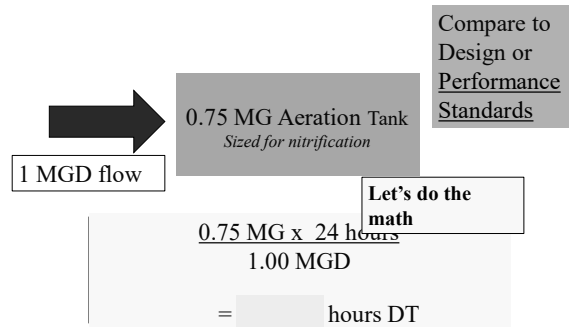 Compare to
Design or
Performance
Standards
0.75 MG Aeration Tank
Sized for nitrification
1 MGD flow
Let's do the
math
0.75 MG x 24 hours
1.00 MGD
= hours DT